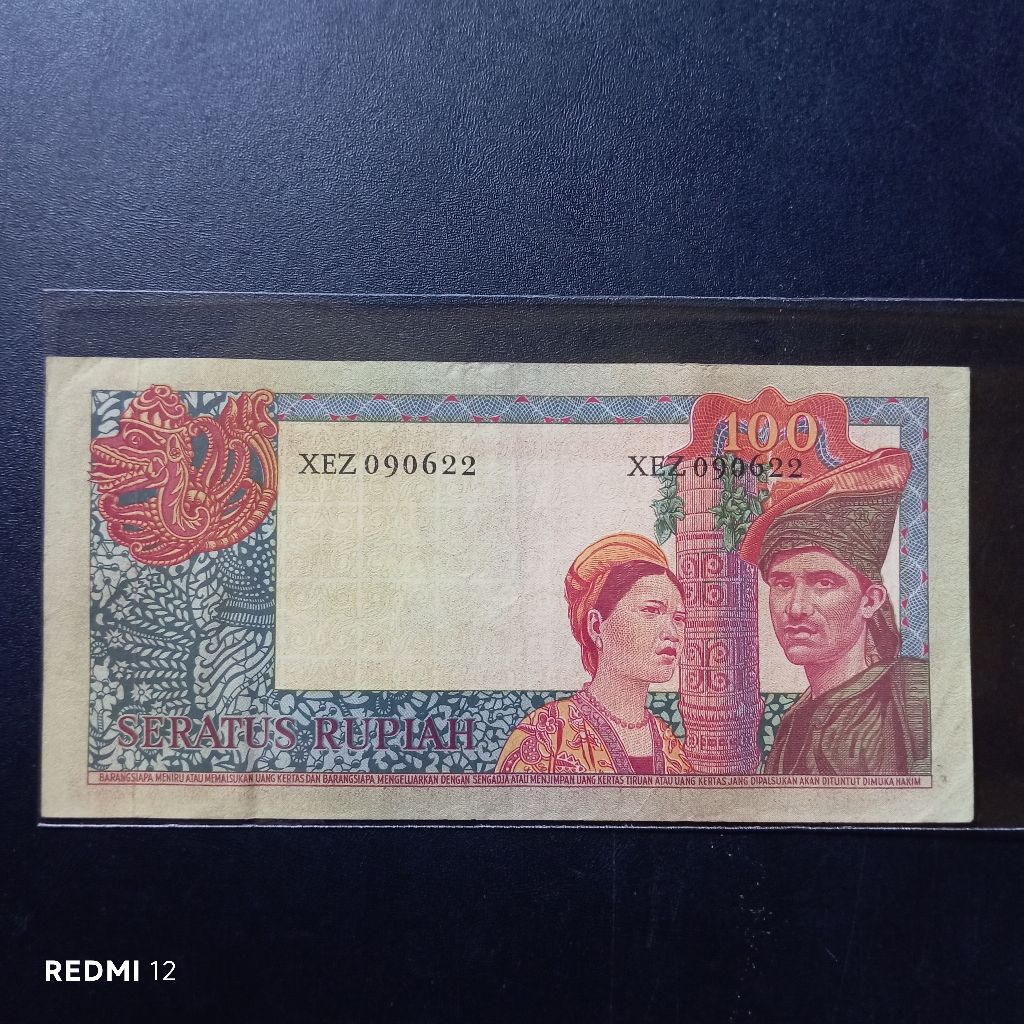 100
XEZ 090622 XEZ 090622
SERATUS RUPIAH
BARANGSIAPA MENIRU ATAU MEMALSUKAN UANG KERTAS DAN BARANGSIAPA MENGELUARKAN DENGAN SENGADJA ATAU MENJIMPAN UANG KERTAS TIRUAN ATAU UANG KERTAS JANG DIPALSUKAN AKAN DITUNTUT DIMUKA HAKIM
REDMI 12